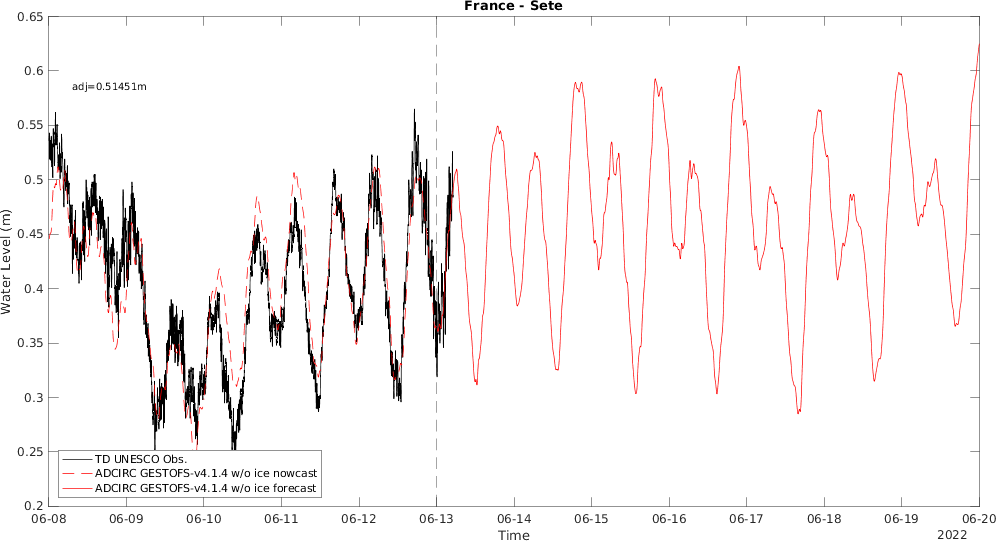 France - Sete
0.65
0.6
0.55
0.5
0.45
0.4
0.35
0.3
0.25
0.2
Water Level (m)
adj=0.51451m
TD UNESCO Obs.
ADCIRC GESTOFS-v4.1.4 w/o ice nowcast
ADCIRC GESTOFS-v4.1.4 w/o ice forecast
06-08 06-09 06-10 06-11 06-12 06-13 06-14 06-15 06-16 06-17 06-18 06-19 06-20
Time
2022